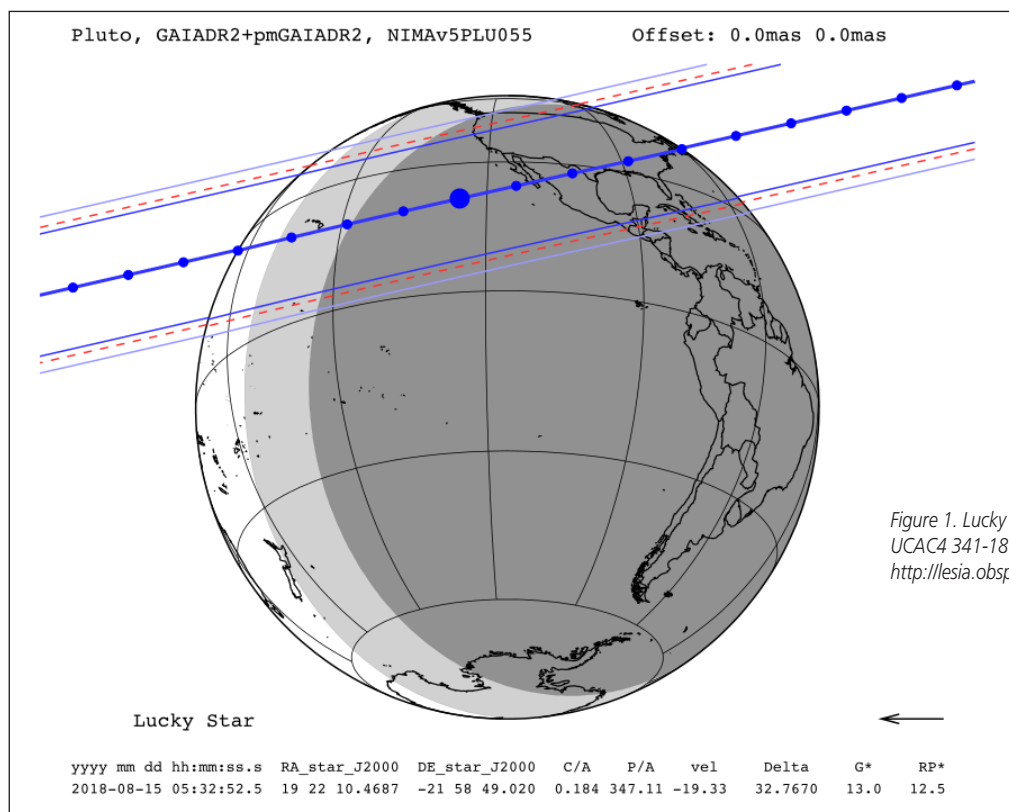 Pluto, GAIADR2+pmGAIADR2, NIMAv5PLU055 Offset: 0.0mas 0.0mas
Figure 1. Lucky
UCAC4 341-18
http://lesia.obsp
Lucky Star
yyyy mm dd hh:mm:ss.s RA_star_J2000 DE_star_J2000 C/A P/A vel Delta G* RP*
2018-08-15 05:32:52.5 19 22 10.4687 -21 58 49.020 0.184 347.11 -19.33 32.7670 13.0 12.5